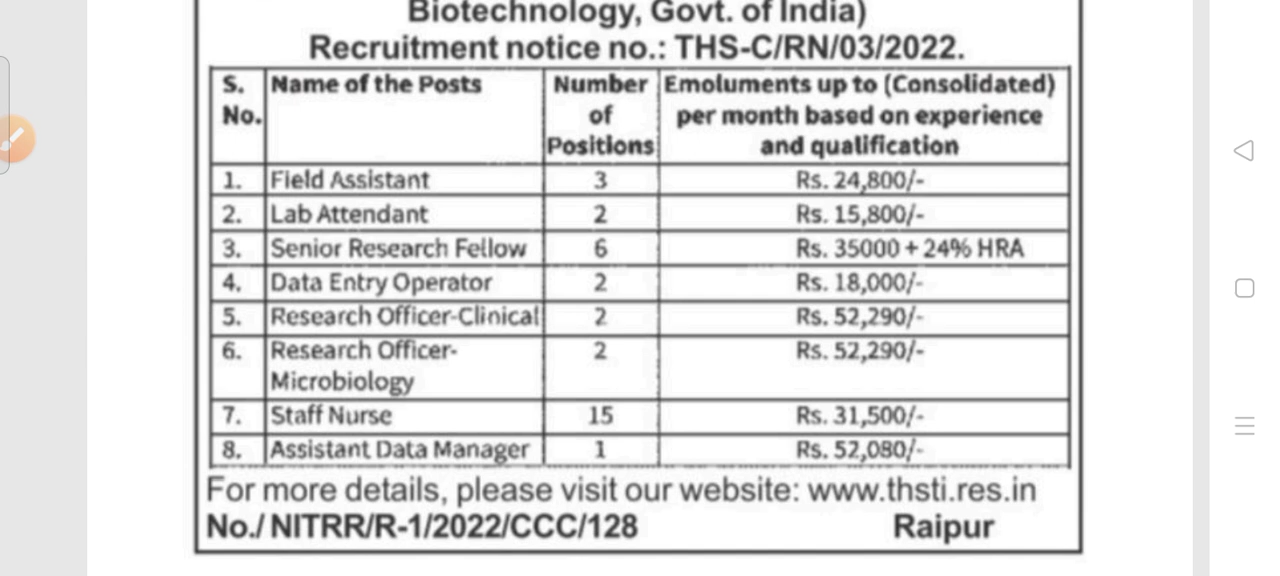 Biotechnology, Govt. of India)
Recruitment notice no.: THS-C/RN/03/2022.
S. No. Name of the Posts Number of Positions Emoluments up to (Consolidated) per month based on experience and qualification
1. Field Assistant 3 Rs. 24,800/-
2. Lab Attendant 2 Rs. 15,800/-
3. Senior Research Fellow 6 Rs. 35000 + 24% HRA
4. Data Entry Operator 2 Rs. 18,000/-
5. Research Officer-Clinical 2 Rs. 52,290/-
6. Research Officer- 2 Rs. 52,290/-
Microbiology
7. Staff Nurse 15 Rs. 31,500/-
8. Assistant Data Manager 1 Rs. 52,080/-
For more details, please visit our website: www.thsti.res.in
No./ NITRR/R-1/2022/CCC/128 Raipur